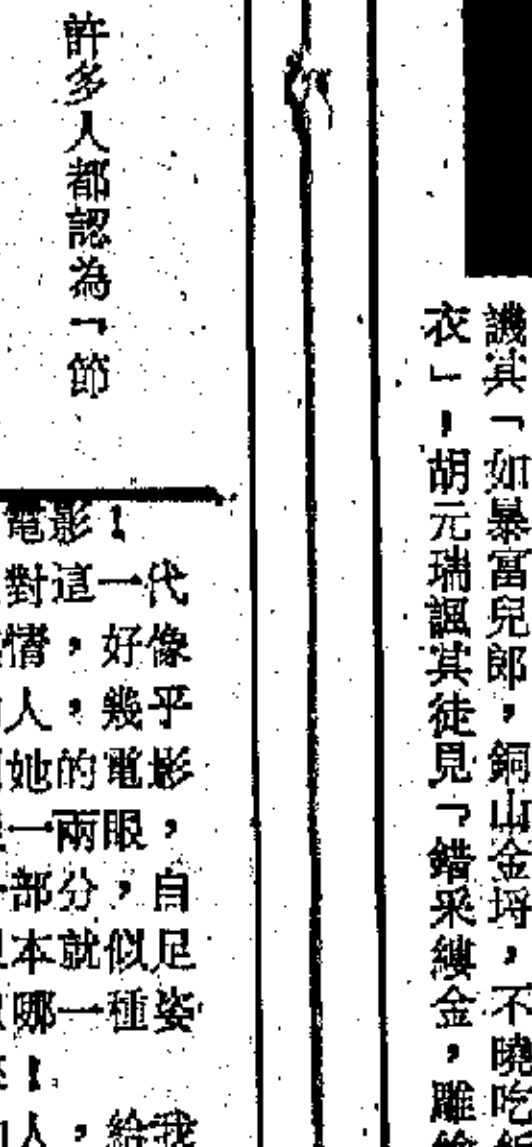 譏其「如暴富兒郎，銅山金埒，不曉吃
衣」，胡元瑞諷其徒見「錯采縷金，雕
許多人都認為「節
電影！
對這一代
情，好像
人，幾乎
她的電影
一兩眼，
部分，自
本就似足
哪一種姿
！
人，給我